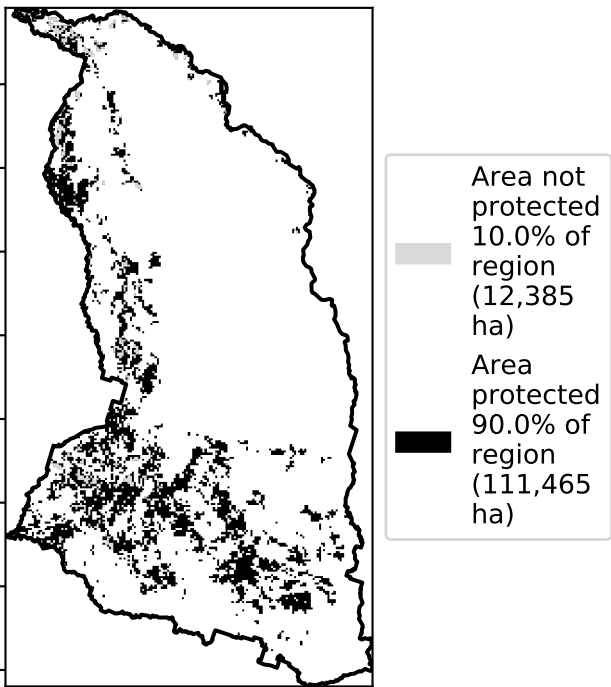 Area not
protected
10.0% of
region
(12,385
ha)
Area
protected
90.0% of
region
(111,465
ha)